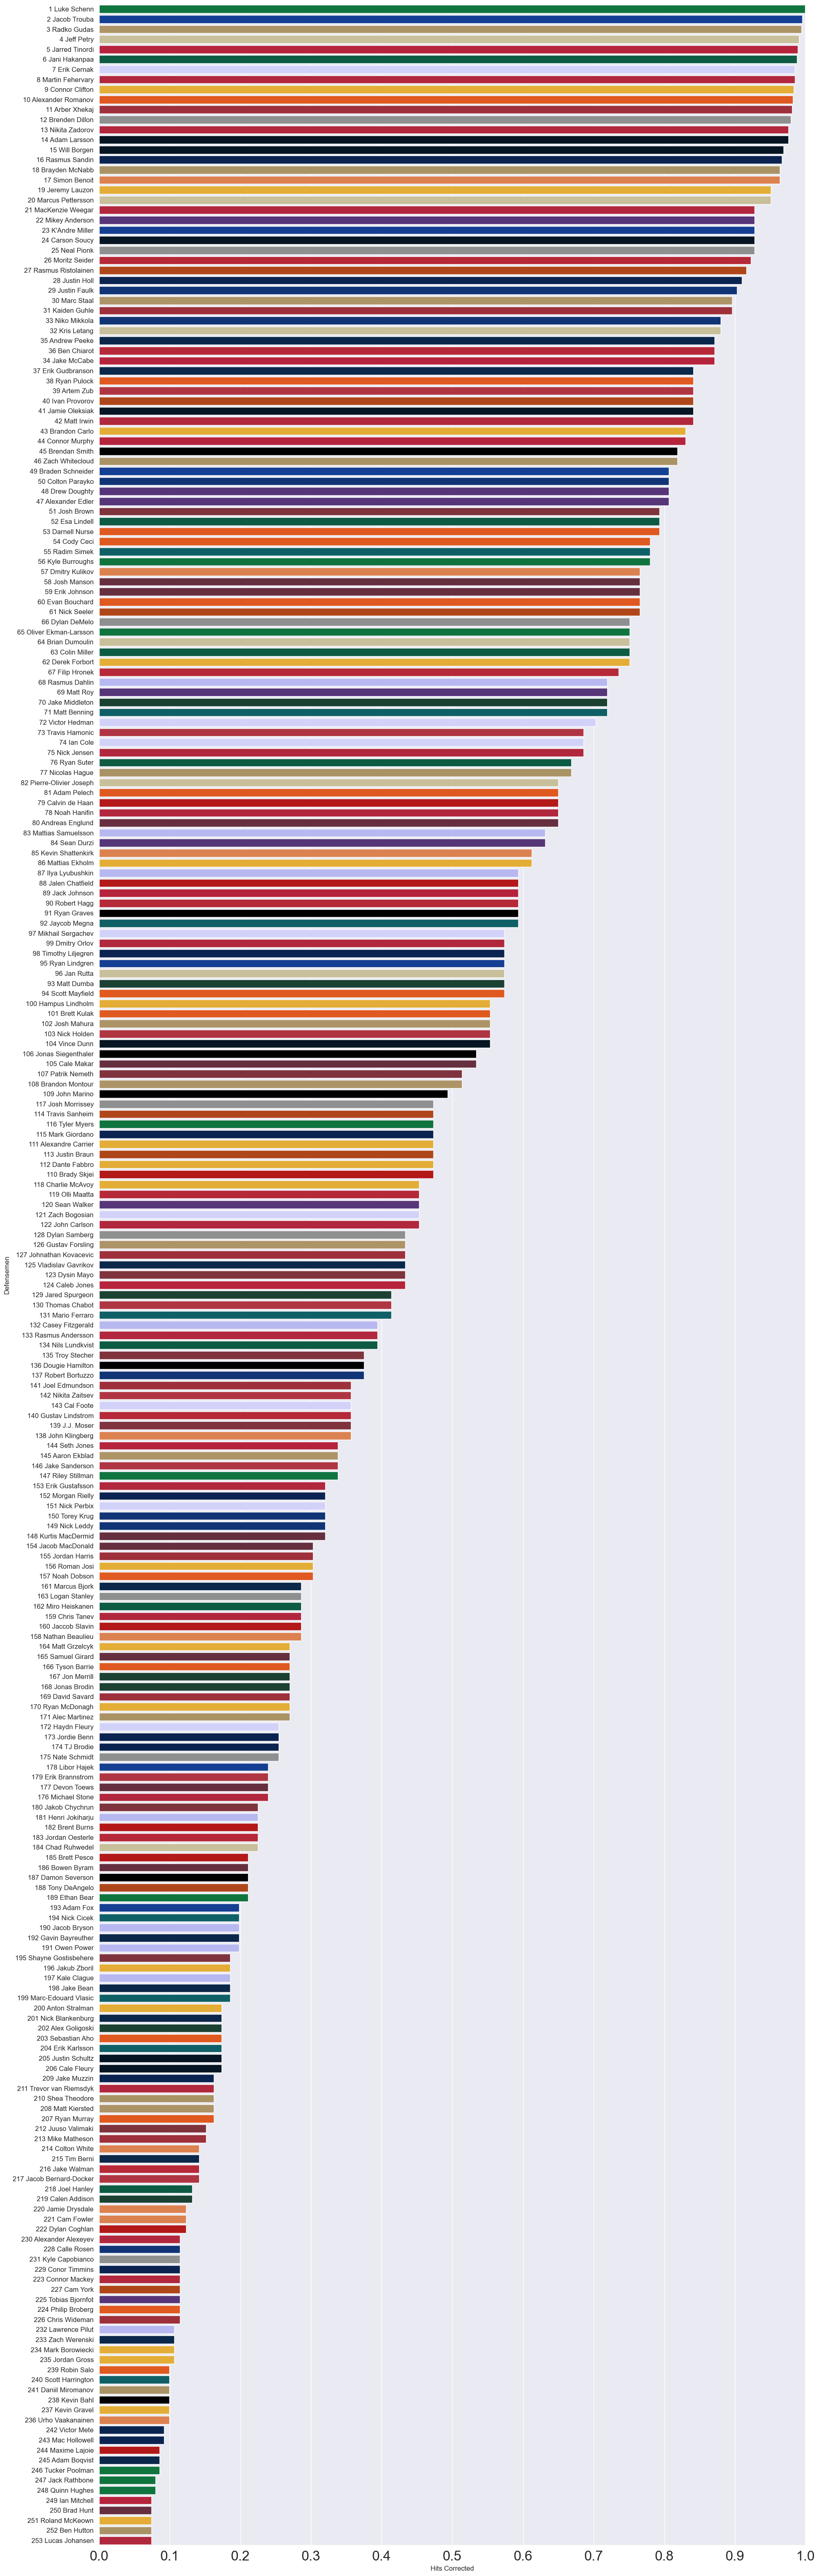 1 Luke Schenn
2 Jacob Trouba
3 Radko Gudas
4 Jeff Petry
5 Jarred Tinordi
6 Jani Hakanpaa
7 Erik Cernak
8 Martin Fehervary
9 Connor Clifton
10 Alexander Romanov
11 Arber Xhekaj
12 Brenden Dillon
13 Nikita Zadorov
14 Adam Larsson
15 Will Borgen
16 Rasmus Sandin
18 Brayden McNabb
17 Simon Benoit
19 Jeremy Lauzon
20 Marcus Pettersson
21 MacKenzie Weegar
22 Mikey Anderson
23 K'Andre Miller
24 Carson Soucy
25 Neal Pionk
26 Moritz Seider
27 Rasmus Ristolainen
28 Justin Holl
29 Justin Faulk
30 Marc Staal
31 Kaiden Guhle
33 Niko Mikkola
32 Kris Letang
35 Andrew Peeke
36 Ben Chiarot
34 Jake McCabe
37 Erik Gudbranson
38 Ryan Pulock
39 Artem Zub
40 Ivan Provorov
41 Jamie Oleksiak
42 Matt Irwin
43 Brandon Carlo
44 Connor Murphy
45 Brendan Smith
46 Zach Whitecloud
49 Braden Schneider
50 Colton Parayko
48 Drew Doughty
47 Alexander Edler
51 Josh Brown
52 Esa Lindell
53 Darnell Nurse
54 Cody Ceci
55 Radim Simek
56 Kyle Burroughs
57 Dmitry Kulikov
58 Josh Manson
59 Erik Johnson
60 Evan Bouchard
61 Nick Seeler
66 Dylan DeMelo
65 Oliver Ekman-Larsson
64 Brian Dumoulin
63 Colin Miller
62 Derek Forbort
67 Filip Hronek
68 Rasmus Dahlin
69 Matt Roy
70 Jake Middleton
71 Matt Benning
72 Victor Hedman
73 Travis Hamonic
74 Ian Cole
75 Nick Jensen
76 Ryan Suter
77 Nicolas Hague
82 Pierre-Olivier Joseph
81 Adam Pelech
79 Calvin de Haan
78 Noah Hanifin
80 Andreas Englund
83 Mattias Samuelsson
84 Sean Durzi
85 Kevin Shattenkirk
86 Mattias Ekholm
87 Ilya Lyubushkin
88 Jalen Chatfield
89 Jack Johnson
90 Robert Hagg
91 Ryan Graves
92 Jaycob Megna
97 Mikhail Sergachev
99 Dmitry Orlov
98 Timothy Liljegren
95 Ryan Lindgren
96 Jan Rutta
93 Matt Dumba
94 Scott Mayfield
100 Hampus Lindholm
101 Brett Kulak
102 Josh Mahura
103 Nick Holden
104 Vince Dunn
106 Jonas Siegenthaler
105 Cale Makar
107 Patrik Nemeth
108 Brandon Montour
109 John Marino
117 Josh Morrissey
114 Travis Sanheim
116 Tyler Myers
115 Mark Giordano
111 Alexandre Carrier
113 Justin Braun
112 Dante Fabbro
110 Brady Skjei
118 Charlie McAvoy
119 Olli Maatta
120 Sean Walker
121 Zach Bogosian
122 John Carlson
128 Dylan Samberg
126 Gustav Forsling
127 Johnathan Kovacevic
125 Vladislav Gavrikov
123 Dysin Mayo
124 Caleb Jones
129 Jared Spurgeon
130 Thomas Chabot
131 Mario Ferraro
132 Casey Fitzgerald
133 Rasmus Andersson
134 Nils Lundkvist
135 Troy Stecher
136 Dougie Hamilton
137 Robert Bortuzzo
141 Joel Edmundson
142 Nikita Zaitsev
143 Cal Foote
140 Gustav Lindstrom
139 J.J. Moser
138 John Klingberg
144 Seth Jones
145 Aaron Ekblad
146 Jake Sanderson
147 Riley Stillman
153 Erik Gustafsson
152 Morgan Rielly
151 Nick Perbix
150 Torey Krug
149 Nick Leddy
148 Kurtis MacDermid
154 Jacob MacDonald
155 Jordan Harris
156 Roman Josi
157 Noah Dobson
161 Marcus Bjork
163 Logan Stanley
162 Miro Heiskanen
159 Chris Tanev
160 Jaccob Slavin
158 Nathan Beaulieu
164 Matt Grzelcyk
165 Samuel Girard
166 Tyson Barrie
167 Jon Merrill
168 Jonas Brodin
169 David Savard
170 Ryan McDonagh
171 Alec Martinez
172 Haydn Fleury
173 Jordie Benn
174 TJ Brodie
175 Nate Schmidt
178 Libor Hajek
179 Erik Brannstrom
177 Devon Toews
176 Michael Stone
180 Jakob Chychrun
181 Henri Jokiharju
182 Brent Burns
183 Jordan Oesterle
184 Chad Ruhwedel
185 Brett Pesce
186 Bowen Byram
187 Damon Severson
188 Tony DeAngelo
189 Ethan Bear
193 Adam Fox
194 Nick Cicek
190 Jacob Bryson
192 Gavin Bayreuther
191 Owen Power
195 Shayne Gostisbehere
196 Jakub Zboril
197 Kale Clague
198 Jake Bean
199 Marc-Edouard Vlasic
200 Anton Stralman
201 Nick Blankenburg
202 Alex Goligoski
203 Sebastian Aho
204 Erik Karlsson
205 Justin Schultz
206 Cale Fleury
209 Jake Muzzin
211 Trevor van Riemsdyk
210 Shea Theodore
208 Matt Kiersted
207 Ryan Murray
212 Juuso Valimaki
213 Mike Matheson
214 Colton White
215 Tim Berni
216 Jake Walman
217 Jacob Bernard-Docker
218 Joel Hanley
219 Calen Addison
220 Jamie Drysdale
221 Cam Fowler
222 Dylan Coghlan
230 Alexander Alexeyev
228 Calle Rosen
231 Kyle Capobianco
229 Conor Timmins
223 Connor Mackey
227 Cam York
225 Tobias Bjornfot
224 Philip Broberg
226 Chris Wideman
232 Lawrence Pilut
233 Zach Werenski
234 Mark Borowiecki
235 Jordan Gross
239 Robin Salo
240 Scott Harrington
241 Daniil Miromanov
238 Kevin Bahl
237 Kevin Gravel
236 Urho Vaakanainen
242 Victor Mete
243 Mac Hollowell
244 Maxime Lajoie
245 Adam Boqvist
246 Tucker Poolman
247 Jack Rathbone
248 Quinn Hughes
249 Ian Mitchell
250 Brad Hunt
251 Roland McKeown
252 Ben Hutton
253 Lucas Johansen
Defensemen
0.0 0.1 0.2 0.3 0.4 0.5 0.6 0.7 0.8 0.9 1.0
Hits Corrected